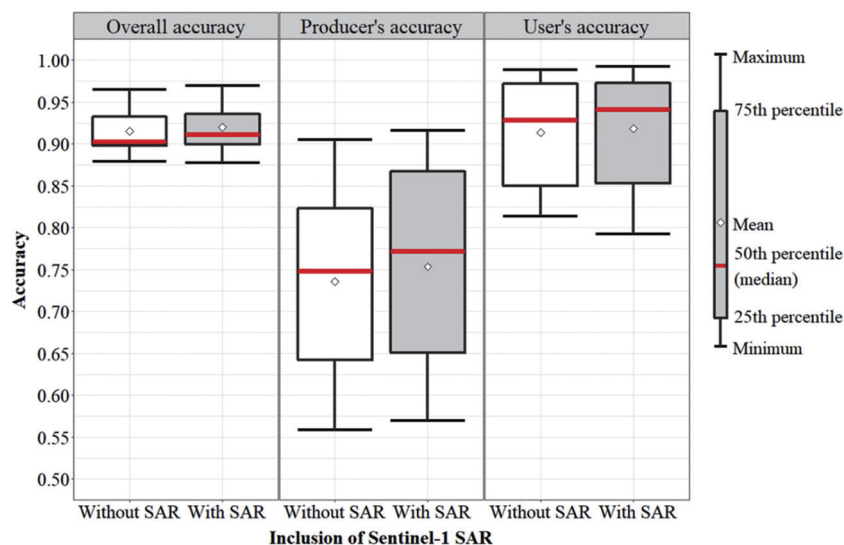 Overall accuracy
Producer's accuracy
User's accuracy
1.00
0.95
0.90
0.85
0.80
0.75
0.70
0.65
0.60
0.55
0.50
Accuracy
Without SAR
With SAR
Without SAR
With SAR
Without SAR
With SAR
Inclusion of Sentinel-1 SAR
Maximum
75th percentile
Mean
50th percentile
(median)
25th percentile
Minimum